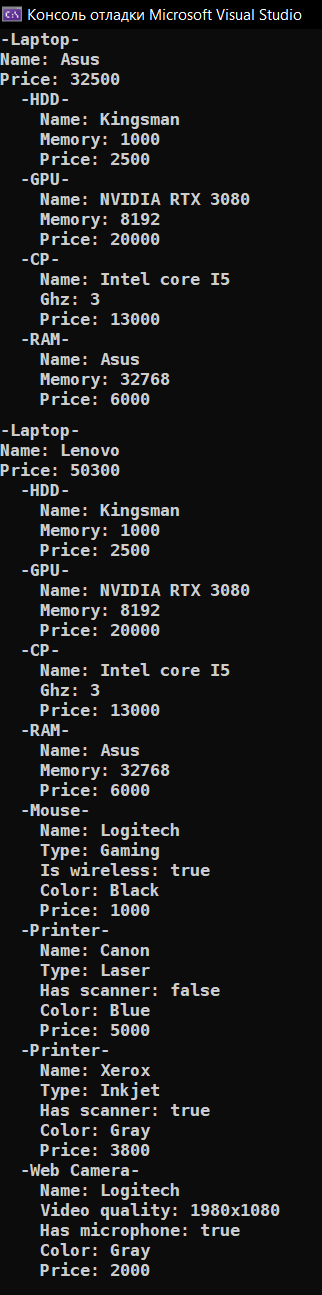 Консоль отладки Microsoft Visual Studio
-Laptop-
Name: Asus
Price: 32500
-HDD-
Name: Kingsman
Memory: 1000
Price: 2500
-GPU-
Name: NVIDIA RTX 3080
Memory: 8192
Price: 20000
-CP-
Name: Intel core I5
Ghz: 3
Price: 13000
-RAM-
Name: Asus
Memory: 32768
Price: 6000
-Laptop-
Name: Lenovo
Price: 50300
-HDD-
Name: Kingsman
Memory: 1000
Price: 2500
-GPU-
Name: NVIDIA RTX 3080
Memory: 8192
Price: 20000
-CP-
Name: Intel core I5
Ghz: 3
Price: 13000
-RAM-
Name: Asus
Memory: 32768
Price: 6000
-Mouse-
Name: Logitech
Type: Gaming
Is wireless: true
Color: Black
Price: 1000
-Printer-
Name: Canon
Type: Laser
Has scanner: false
Color: Blue
Price: 5000
-Printer-
Name: Xerox
Type: Inkjet
Has scanner: true
Color: Gray
Price: 3800
-Web Camera-
Name: Logitech
Video quality: 1980x1080
Has microphone: true
Color: Gray
Price: 2000